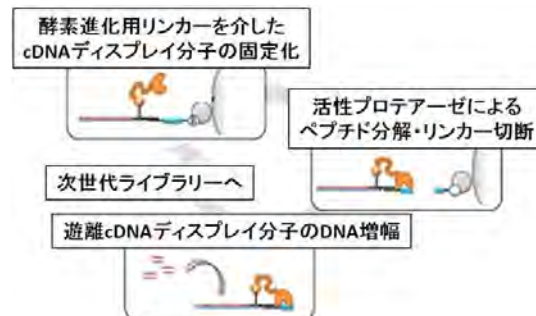 酵素進化用リンカーを介した
cDNAディスプレイ分子の固定化
活性プロテアーゼによる
ペプチド分解・リンカー切断
次世代ライブラリーへ
遊離cDNAディスプレイ分子のDNA増幅